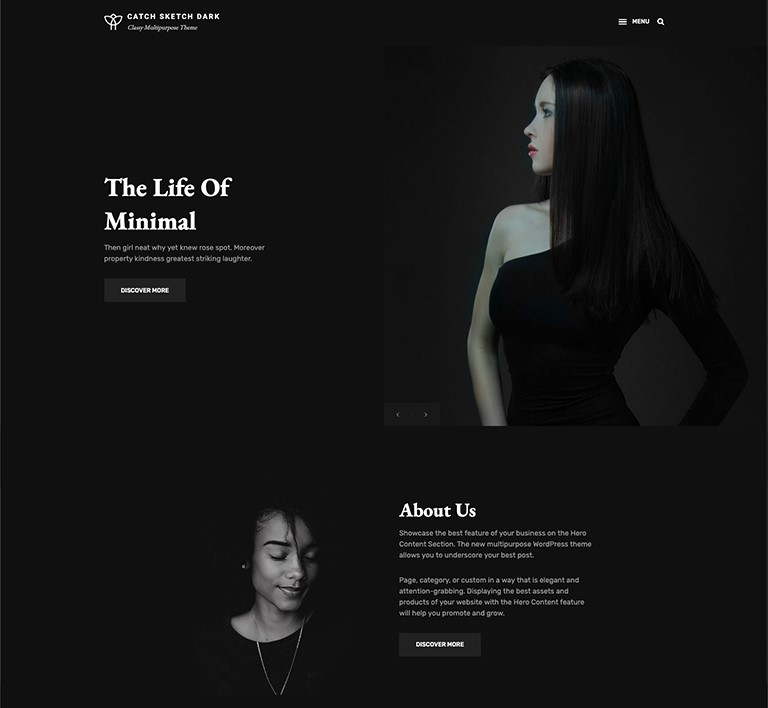 CATCH SKETCH DARK
Classy Multipurpose Theme
MENU
The Life Of
Minimal
Then girl neat why yet knew rose spot. Moreover
property kindness greatest striking laughter.
DISCOVER MORE
About Us
Showcase the best feature of your business on the Hero
Content Section. The new multipurpose WordPress theme
allows you to underscore your best post.
Page, category, or custom in a way that is elegant and
attention-grabbing. Displaying the best assets and
products of your website with the Hero Content feature
will help you promote and grow.
DISCOVER MORE